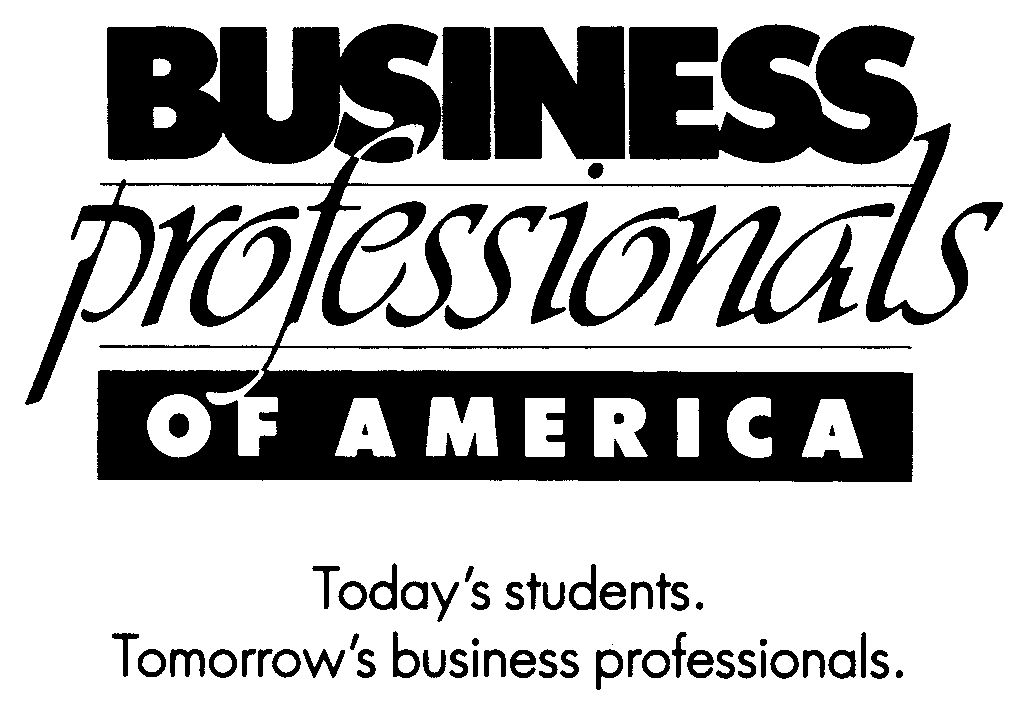 BUSINESS
professionals
OF AMERICA
Today's students.
Tomorrow's business professionals.